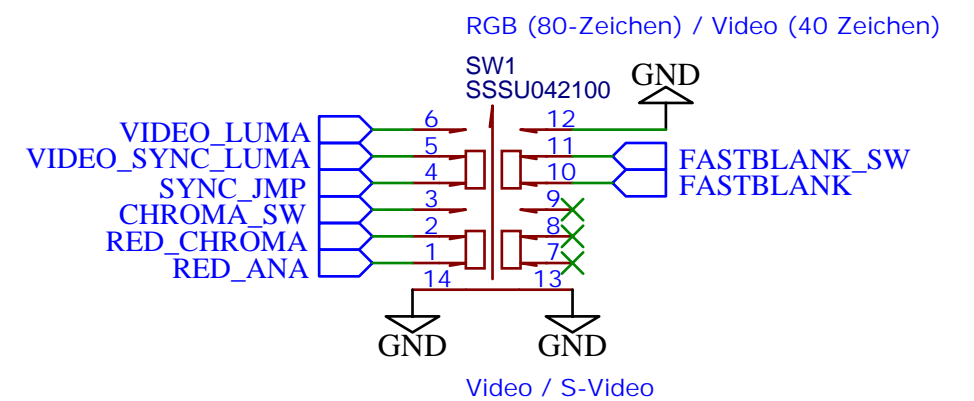 RGB (80-Zeichen) / Video (40 Zeichen)
SW1
SSSU042100
GND
6
12
VIDEO_LUMA
5
11
VIDEO_SYNC_LUMA
FASTBLANK_SW
4
10
SYNC_JMP
FASTBLANK
3
9
CHROMA_SW
2
8
RED_CHROMA
1
7
RED_ANA
14
13
GND
GND
Video / S-Video